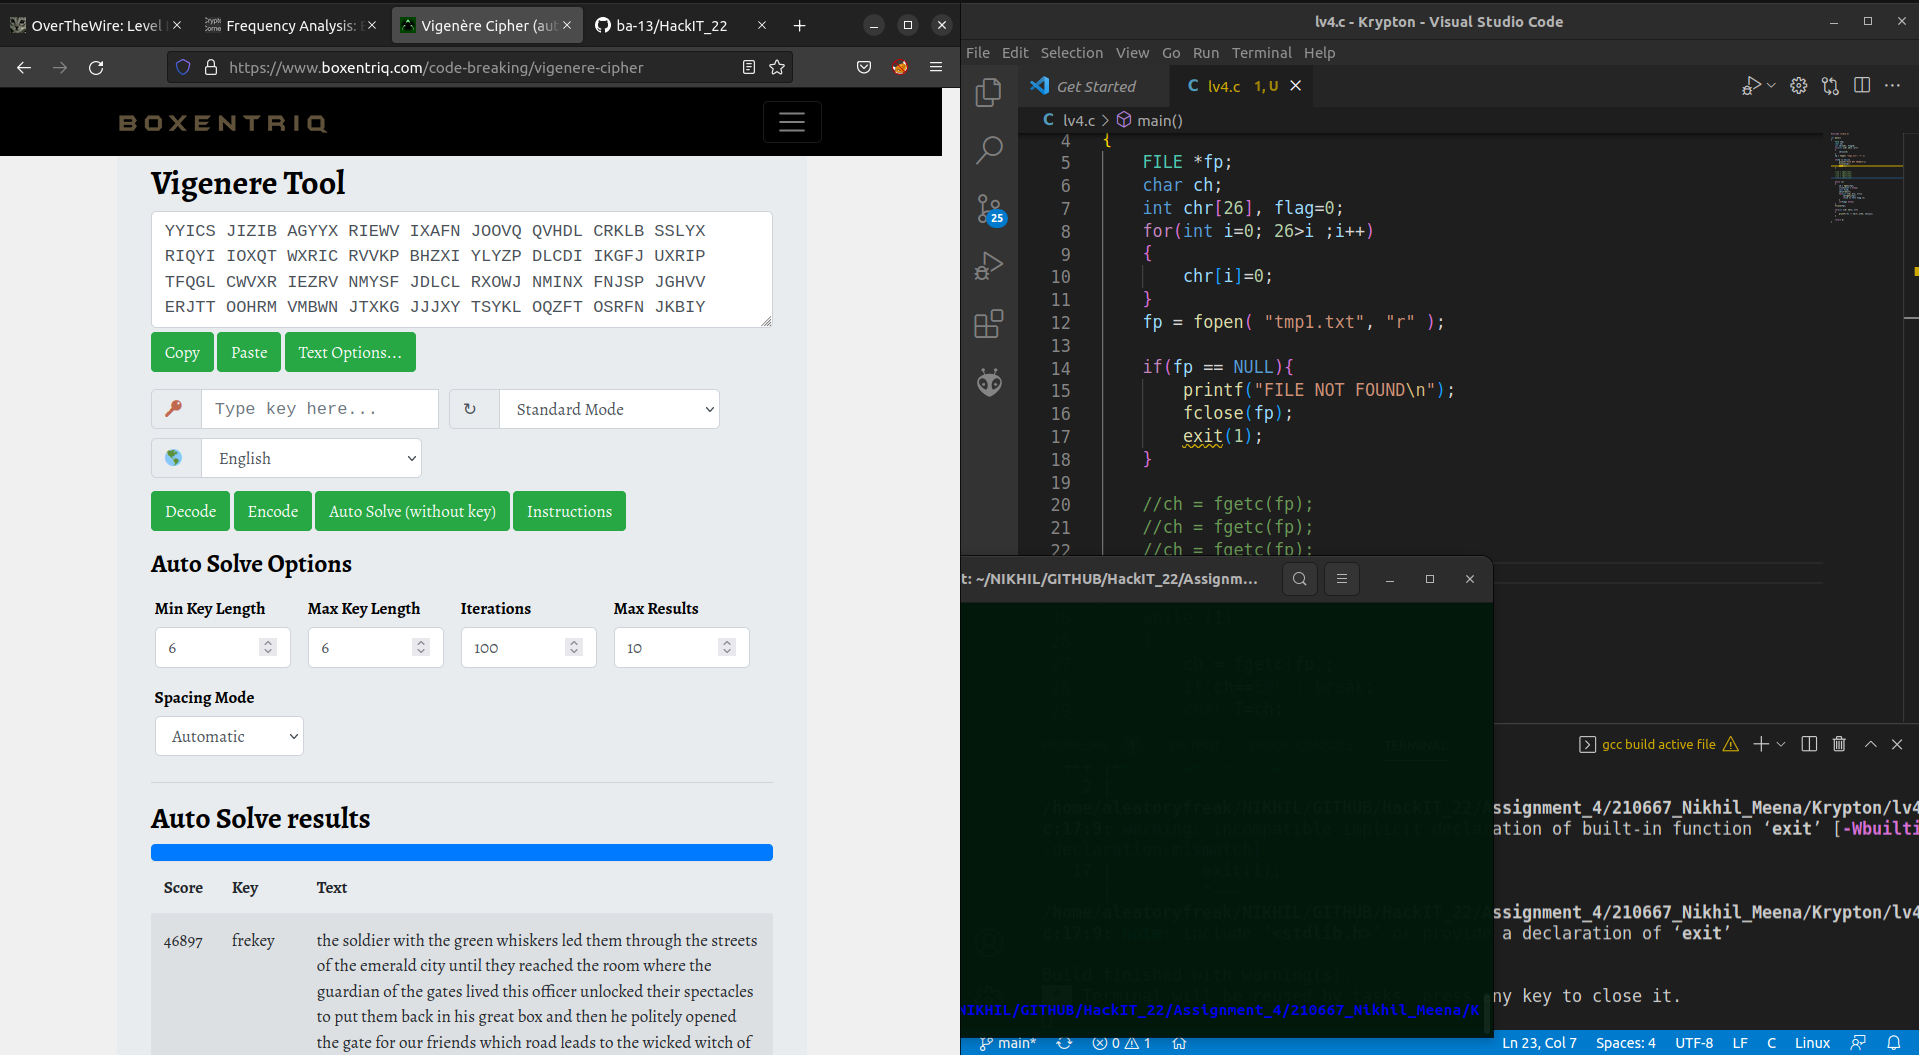 OverTheWire: Level
Frequency Analysis:
Vigenère Cipher (aut
ba-13/HackIT_22
https://www.boxentriq.com/code-breaking/vigenere-cipher
BOXENTRIQ
Vigenere Tool
YYICS JIZIB AGYYX RIEWV IXAFN JOOVQ QVHDL CRKLB SSLYX
RIQYI IOXQT WXRIC RVVKP BHZXI YLYZP DLCDI IKGFJ UXRIP
TFQGL CWVXR IEZRV NMYSF JDLCL RXOWJ NMINX FNJSP JGHVV
ERJTT OOHRM VMBWN JTXKG JJJXY TSYKL OQZFT OSRFN JKBIY
Copy Paste Text Options...
Type key here... Standard Mode
English
Decode Encode Auto Solve (without key) Instructions
Auto Solve Options
Min Key Length Max Key Length Iterations Max Results
6 6 100 10
Spacing Mode
Automatic
Auto Solve results
Score Key Text
46897 frekey the soldier with the green whiskers led them through the streets
of the emerald city until they reached the room where the
guardian of the gates lived this officer unlocked their spectacles
to put them back in his great box and then he politely opened
the gate for our friends which road leads to the wicked witch of
lv4.c - Krypton - Visual Studio Code
File Edit Selection View Go Run Terminal Help
Get Started
C lv4.c 1, U
C lv4.c > main()
25
4 {
5 FILE *fp;
6 char ch;
7 int chr[26], flag=0;
8 for(int i=0; 26>i ;i++)
9 {
10 chr[i]=0;
11 }
12 fp = fopen( "tmp1.txt", "r" );
13
14 if(fp == NULL){
15 printf("FILE NOT FOUND\n");
16 fclose(fp);
17 exit(1);
18 }
19
20 //ch = fgetc(fp);
21 //ch = fgetc(fp);
22 //ch = fgetc(fp);
t: ~/NIKHIL/GITHUB/HackIT_22/Assignm...
NIKHIL/GITHUB/HackIT_22/Assignment_4/210667_Nikhil_Meena/K
gcc build active file
/home/aleatoryfreak/NIKHIL/GITHUB/HackIT_22/Assignment_4/210667_Nikhil_Meena/Krypton/lv4
ation of built-in function ‘exit’ [-Wbuilti
/home/aleatoryfreak/NIKHIL/GITHUB/HackIT_22/Assignment_4/210667_Nikhil_Meena/Krypton/lv4
a declaration of ‘exit’
ny key to close it.
main* 0 1
Ln 23, Col 7 Spaces: 4 UTF-8 LF C Linux